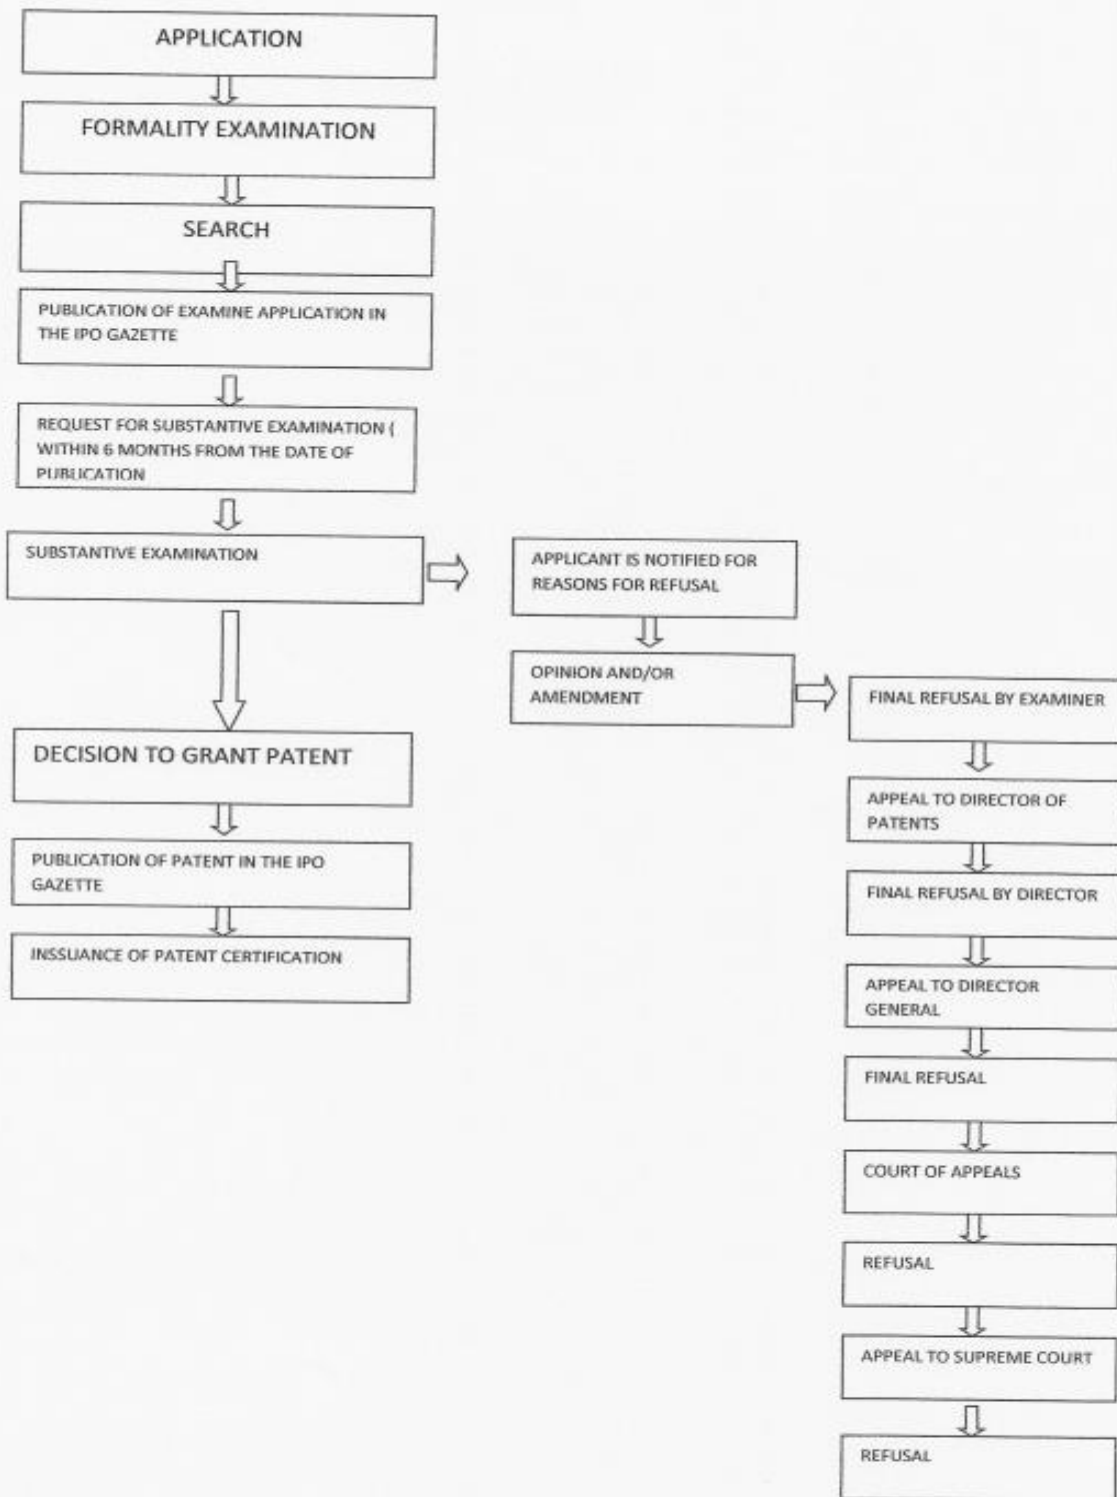 APPLICATION
FORMALITY EXAMINATION
SEARCH
PUBLICATION OF EXAMINE APPLICATION IN
THE IPO GAZETTE
REQUEST FOR SUBSTANTIVE EXAMINATION (
WITHIN 6 MONTHS FROM THE DATE OF
PUBLICATION
SUBSTANTIVE EXAMINATION
DECISION TO GRANT PATENT
PUBLICATION OF PATENT IN THE IPO
GAZETTE
INSSUANCE OF PATENT CERTIFICATION
APPLICANT IS NOTIFIED FOR
REASONS FOR REFUSAL
OPINION AND/OR
AMENDMENT
FINAL REFUSAL BY EXAMINER
APPEAL TO DIRECTOR OF
PATENTS
FINAL REFUSAL BY DIRECTOR
APPEAL TO DIRECTOR
GENERAL
FINAL REFUSAL
COURT OF APPEALS
REFUSAL
APPEAL TO SUPREME COURT
REFUSAL